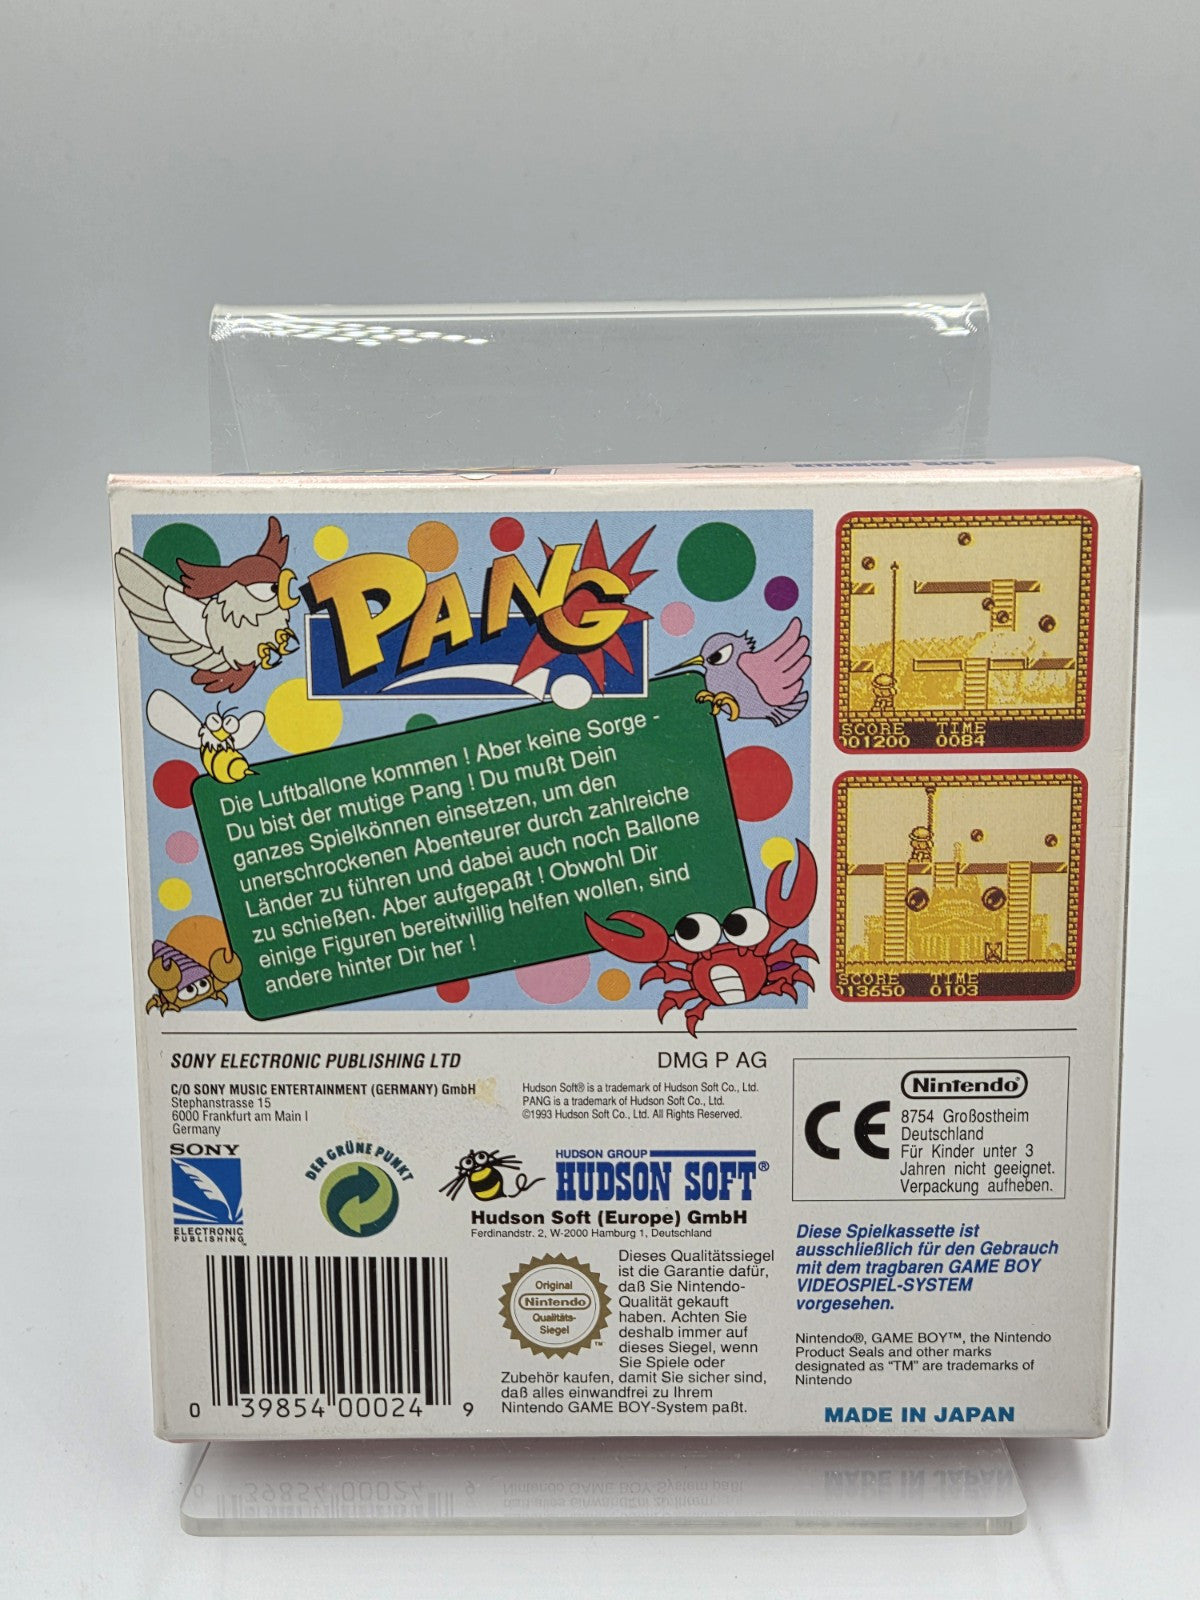 PANG
Die Luftballone kommen ! Aber keine Sorge -
Du bist der mutige Pang ! Du mußt Dein
ganzes Spielkönnen einsetzen, um den
unerschrockenen Abenteurer durch zahlreiche
Länder zu führen und dabei auch noch Ballone
zu schießen. Aber aufgepaßt ! Obwohl Dir
einige Figuren bereitwillig helfen wollen, sind
andere hinter Dir her !
SCORE TIME
001200 0084
SCORE TIME
013650 0103
SONY ELECTRONIC PUBLISHING LTD
C/O SONY MUSIC ENTERTAINMENT (GERMANY) GmbH
Stephanstrasse 15
6000 Frankfurt am Main I
Germany
SONY
ELECTRONIC
PUBLISHING™
DER GRÜNE PUNKT
DMG P AG
Hudson Soft® is a trademark of Hudson Soft Co., Ltd.
PANG is a trademark of Hudson Soft Co., Ltd.
©1993 Hudson Soft Co., Ltd. All Rights Reserved.
HUDSON GROUP
HUDSON SOFT®
Hudson Soft (Europe) GmbH
Ferdinandstr. 2, W-2000 Hamburg 1, Deutschland
CE
Nintendo®
8754 Großostheim
Deutschland
Für Kinder unter 3
Jahren nicht geeignet.
Verpackung aufheben.
0 39854 00024 9
Original
Nintendo
Qualitäts-
Siegel
™
Dieses Qualitätssiegel
ist die Garantie dafür,
daß Sie Nintendo-
Qualität gekauft
haben. Achten Sie
deshalb immer auf
dieses Siegel, wenn
Sie Spiele oder
Zubehör kaufen, damit Sie sicher sind,
daß alles einwandfrei zu Ihrem
Nintendo GAME BOY-System paßt.
Diese Spielkassette ist
ausschließlich für den Gebrauch
mit dem tragbaren GAME BOY
VIDEOSPIEL-SYSTEM
vorgesehen.
Nintendo®, GAME BOY™, the Nintendo
Product Seals and other marks
designated as “TM” are trademarks of
Nintendo
MADE IN JAPAN